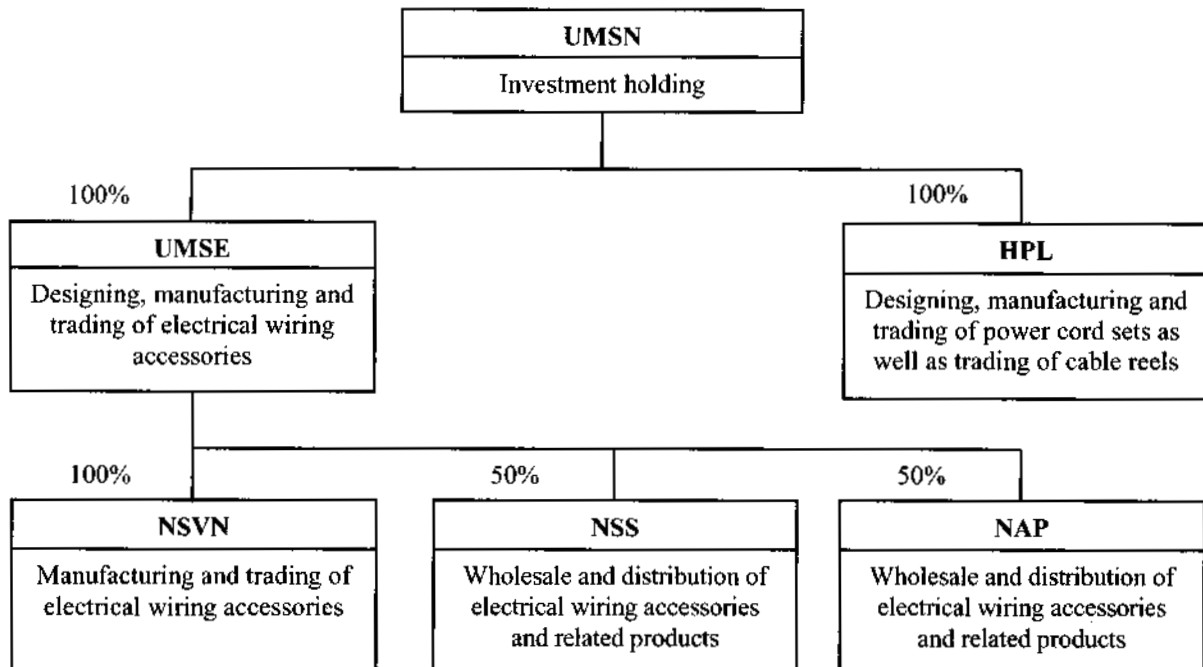 UMSN
Investment holding
100%
100%
UMSE
Designing, manufacturing and
trading of electrical wiring
accessories
HPL
Designing, manufacturing and
trading of power cord sets as
well as trading of cable reels
100%
50%
50%
NSVN
Manufacturing and trading of
electrical wiring accessories
NSS
Wholesale and distribution of
electrical wiring accessories
and related products
NAP
Wholesale and distribution of
electrical wiring accessories
and related products